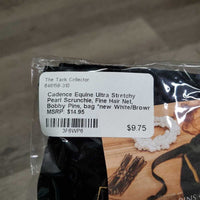 The Tack Collector
Cadence Equine Ultra Stretchy
Pearl Scrunchie, Fine Hair Net,
Bobby Pins, bag *new White/Brown
MSRP: $14.95
$9.75